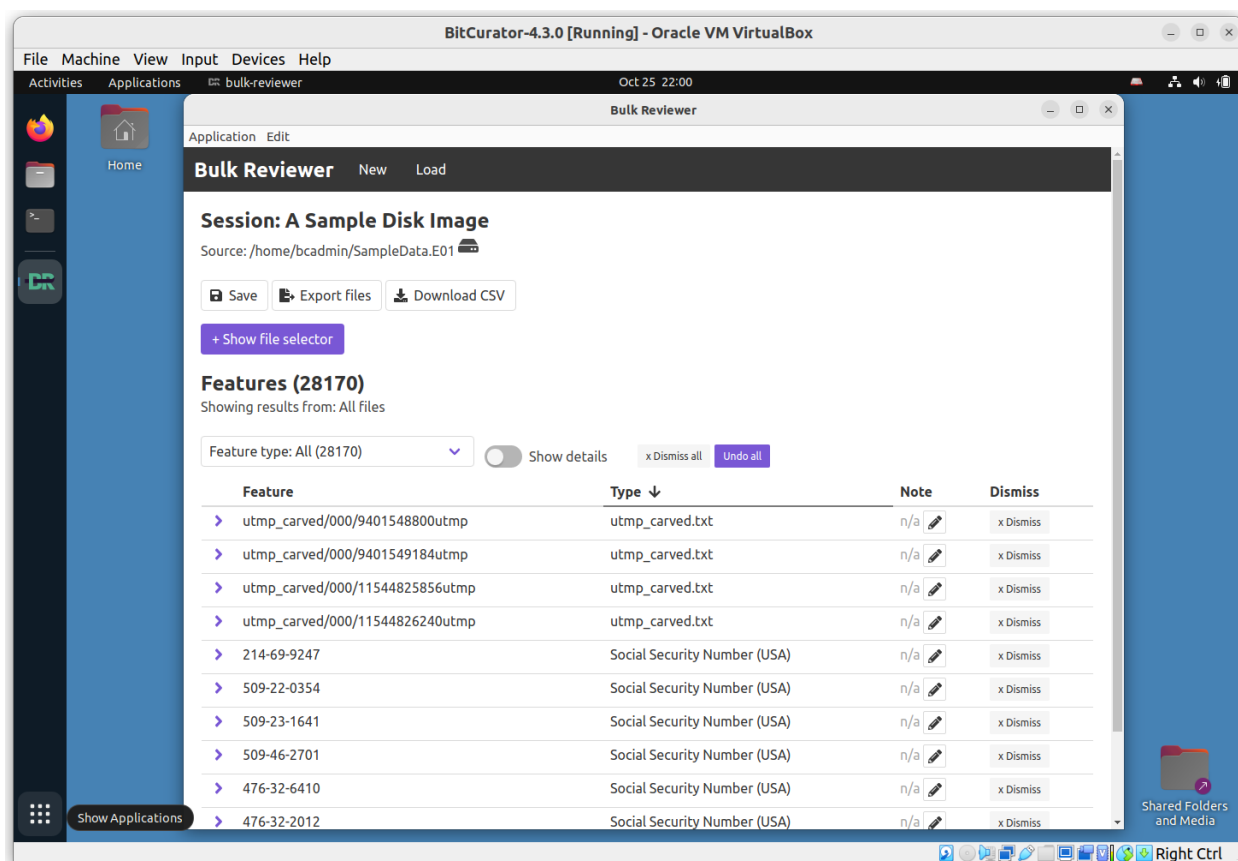 BitCurator-4.3.0 [Running] - Oracle VM VirtualBox
File Machine View Input Devices Help
Activities Applications bulk-reviewer Oct 25 22:00
Bulk Reviewer
Home
Application Edit
Bulk Reviewer New Load
Session: A Sample Disk Image
Source: /home/bcadmin/SampleData.E01
Save Export files Download CSV
+ Show file selector
Features (28170)
Showing results from: All files
Feature type: All (28170) Show details x Dismiss all Undo all
Feature Type Note Dismiss
utmp_carved/000/9401548800utmp utmp_carved.txt n/a x Dismiss
utmp_carved/000/9401549184utmp utmp_carved.txt n/a x Dismiss
utmp_carved/000/11544825856utmp utmp_carved.txt n/a x Dismiss
utmp_carved/000/11544826240utmp utmp_carved.txt n/a x Dismiss
214-69-9247 Social Security Number (USA) n/a x Dismiss
509-22-0354 Social Security Number (USA) n/a x Dismiss
509-23-1641 Social Security Number (USA) n/a x Dismiss
509-46-2701 Social Security Number (USA) n/a x Dismiss
476-32-6410 Social Security Number (USA) n/a x Dismiss
476-32-2012 Social Security Number (USA) n/a x Dismiss
Show Applications
Shared Folders
and Media
Right Ctrl